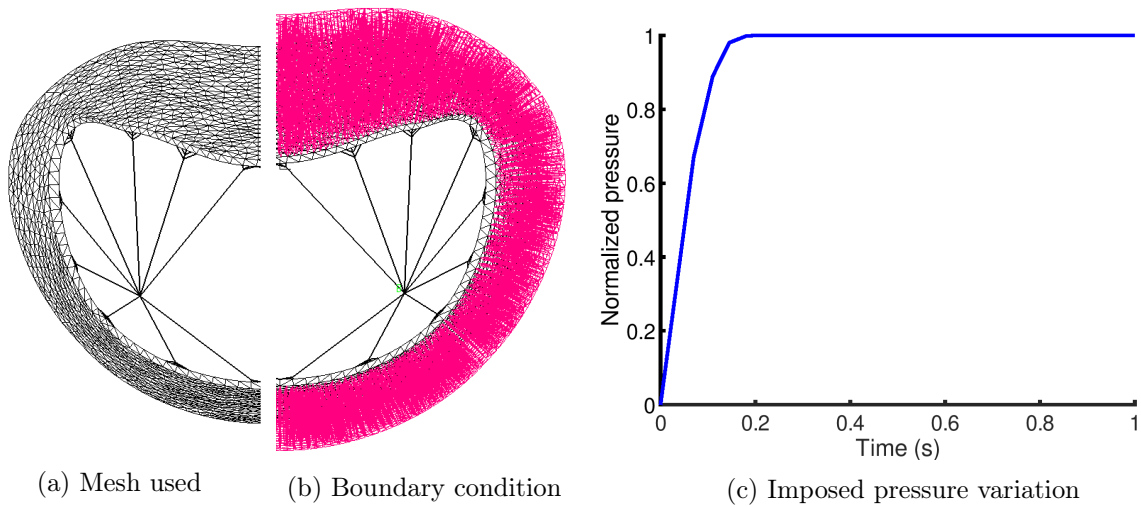 1
0.8
0.6
0.4
0.2
0
Normalized pressure
0 0.2 0.4 0.6 0.8 1
Time (s)
(a) Mesh used
(b) Boundary condition
(c) Imposed pressure variation